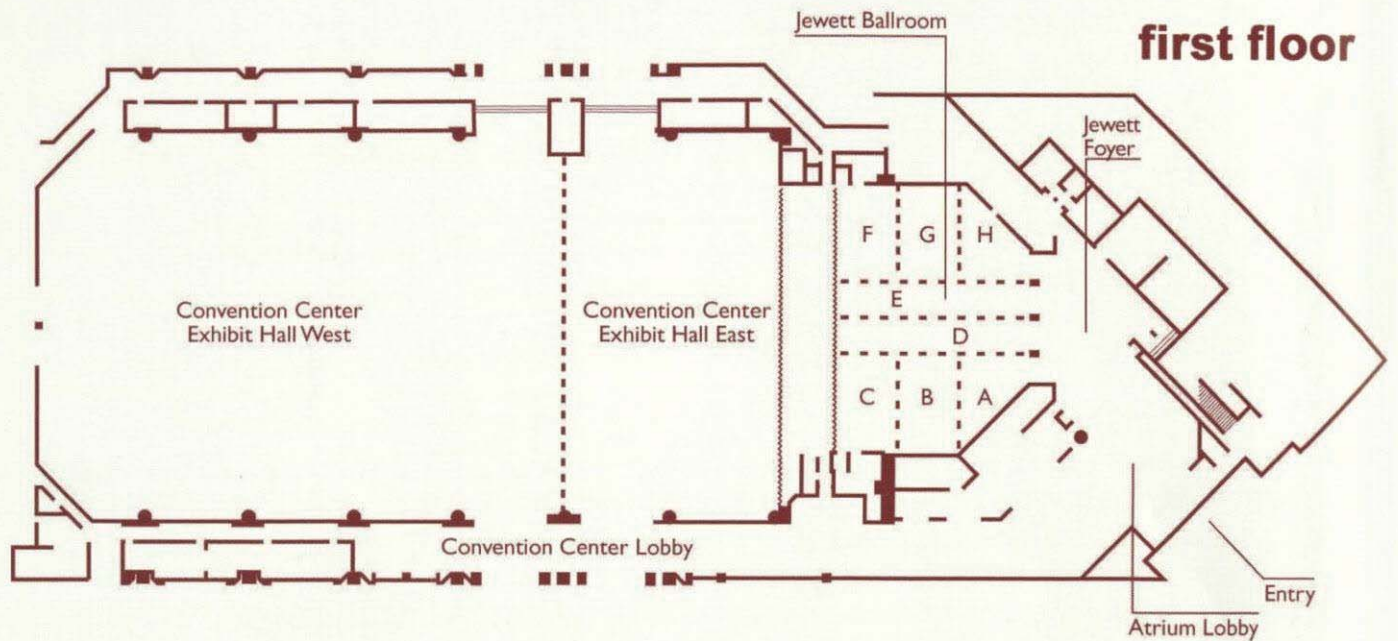 Jewett Ballroom
first floor
Jewett
Foyer
F
G
H
E
Convention Center
Exhibit Hall West
Convention Center
Exhibit Hall East
D
C
B
A
Convention Center Lobby
Entry
Atrium Lobby